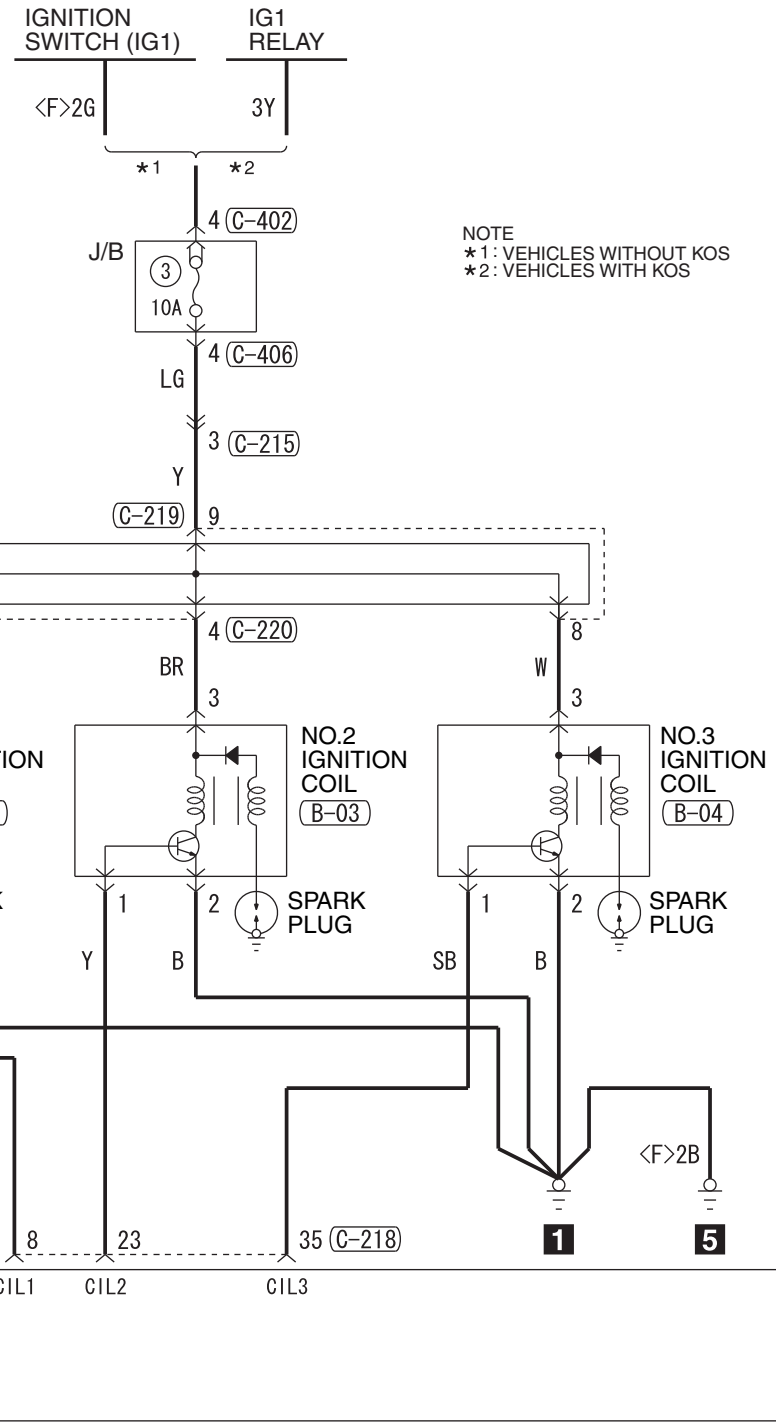 IGNITION
SWITCH (IG1)
IG1
RELAY
<F>2G
3Y
*1
*2
4 (C-402)
NOTE
*1: VEHICLES WITHOUT KOS
*2: VEHICLES WITH KOS
J/B
3
10A
4 (C-406)
LG
3 (C-215)
Y
(C-219) 9
4 (C-220)
8
BR
W
3
3
NO.2
IGNITION
COIL
B-03
NO.3
IGNITION
COIL
B-04
TION
K
1
2
SPARK
PLUG
1
2
SPARK
PLUG
Y
B
SB
B
<F>2B
8
23
35 (C-218)
1
5
CIL1
CIL2
CIL3